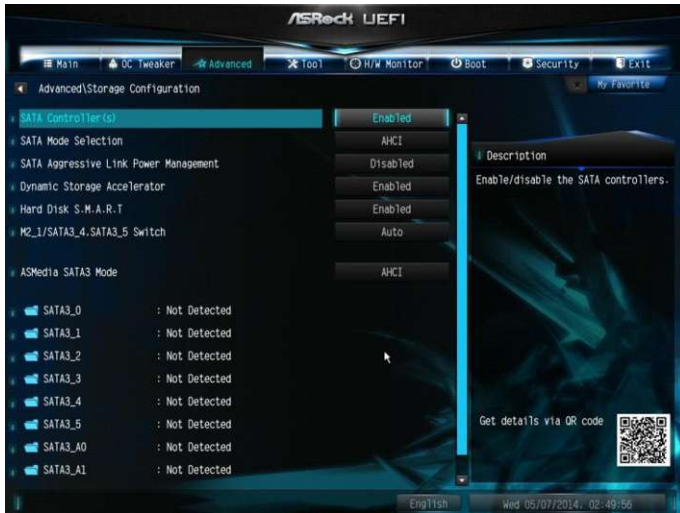 ASRock UEFI
Main OC Tweaker Advanced Tool H/W Monitor Boot Security Exit
My Favorite
Advanced\Storage Configuration
SATA Controller(s) Enabled
SATA Mode Selection AHCI
SATA Aggressive Link Power Management Disabled
Dynamic Storage Accelerator Enabled
Hard Disk S.M.A.R.T Enabled
M2_1/SATA3_4.SATA3_5 Switch Auto
ASMedia SATA3 Mode AHCI
SATA3_0 : Not Detected
SATA3_1 : Not Detected
SATA3_2 : Not Detected
SATA3_3 : Not Detected
SATA3_4 : Not Detected
SATA3_5 : Not Detected
SATA3_A0 : Not Detected
SATA3_A1 : Not Detected
Description
Enable/disable the SATA controllers.
Get details via QR code
English
Wed 05/07/2014, 02:49:56